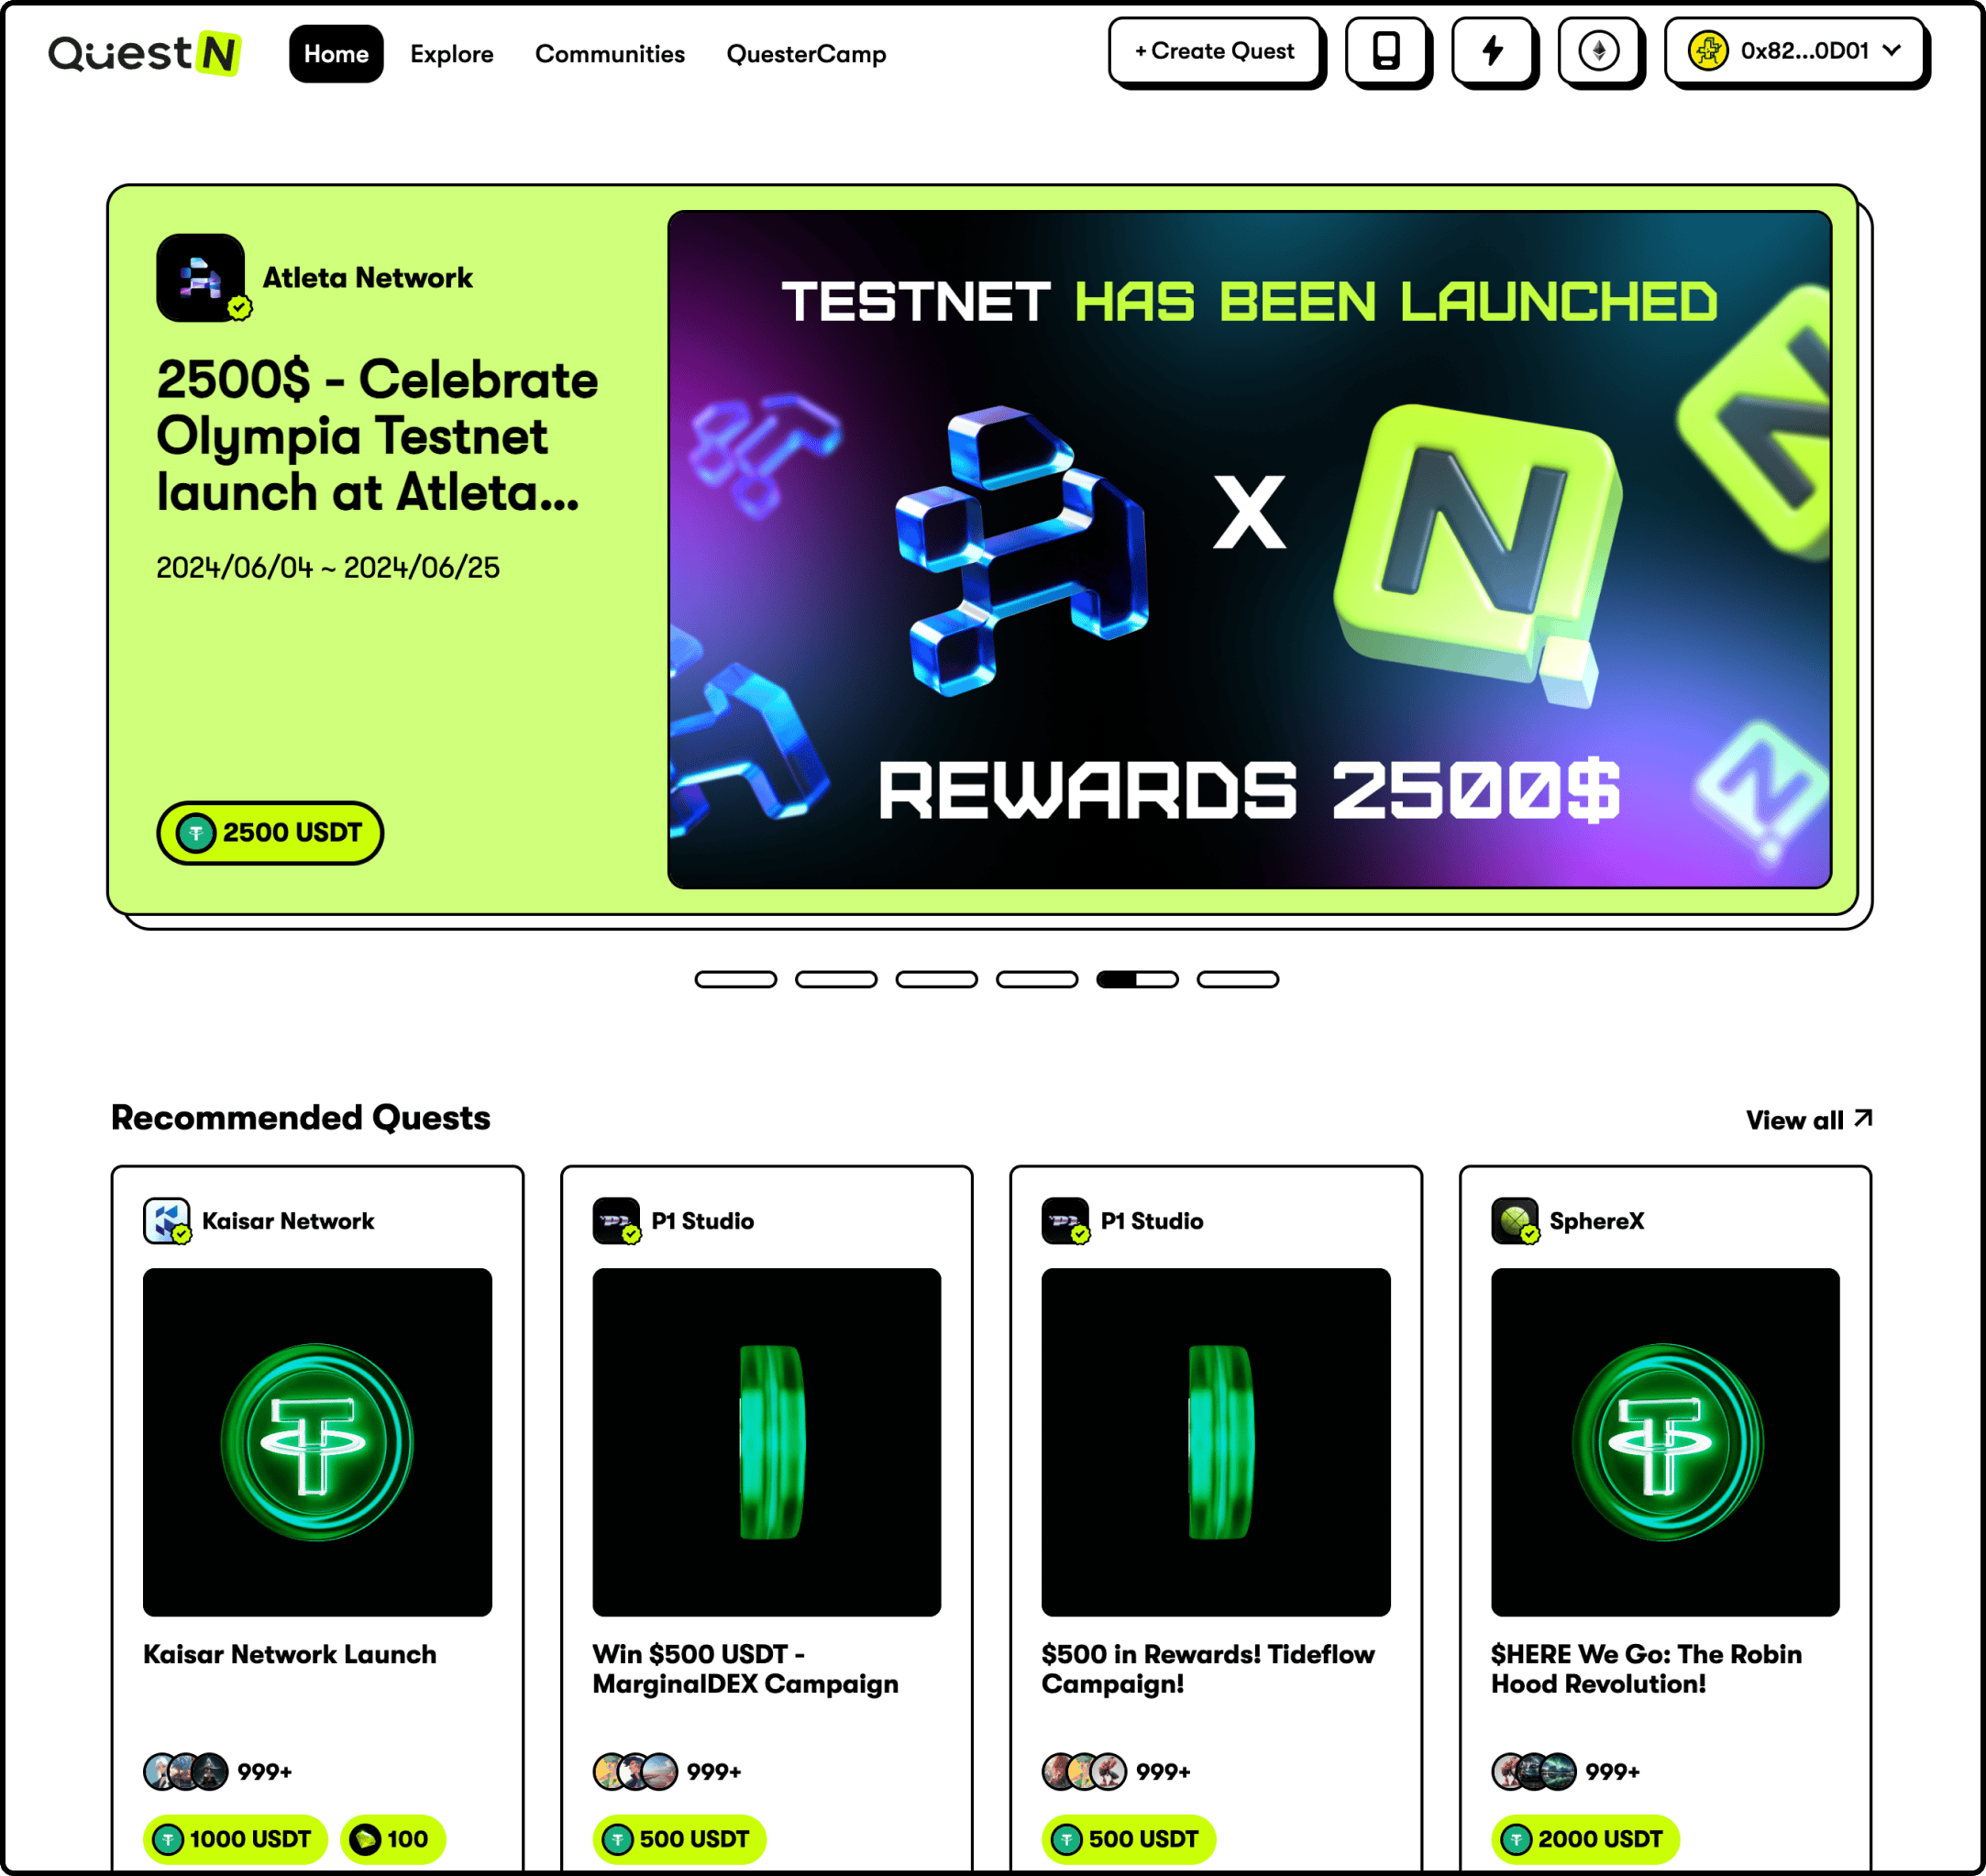 QuestN
Home
Explore
Communities
QuesterCamp
+ Create Quest
0x82...0D01
Atleta Network
2500$ - Celebrate
Olympia Testnet
launch at Atleta...
2024/06/04 ~ 2024/06/25
2500 USDT
TESTNET HAS BEEN LAUNCHED
X
N
N
N
REWARDS 2500$
Recommended Quests
View all
Kaisar Network
Kaisar Network Launch
999+
1000 USDT
100
P1 Studio
Win $500 USDT -
MarginalDEX Campaign
999+
500 USDT
P1 Studio
$500 in Rewards! Tideflow
Campaign!
999+
500 USDT
SphereX
$HERE We Go: The Robin
Hood Revolution!
999+
2000 USDT